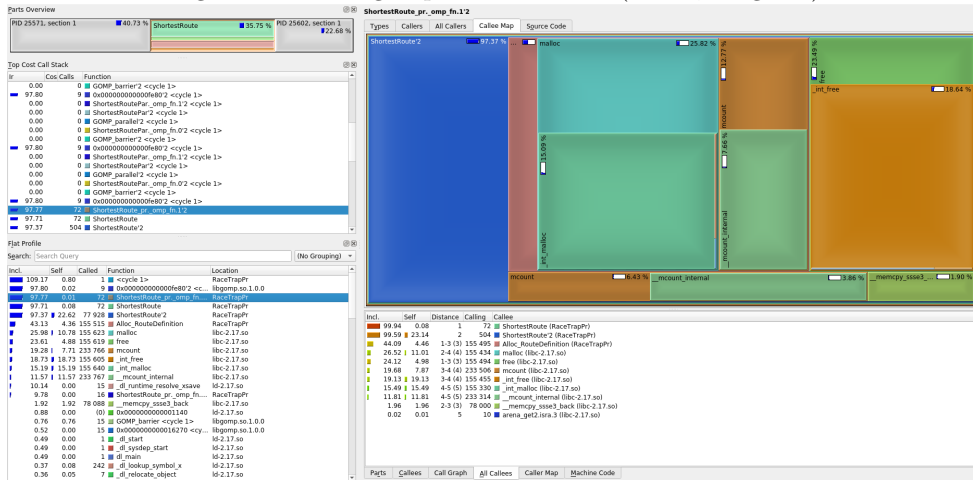 Parts Overview
PID 25571, section 1 40.73 % ShortestRoute 35.75 % PID 25602, section 1
22.68 %
Top Cost Call Stack
Ir Cos Calls Function
0.00 0 GOMP_barrier'2 <cycle 1>
97.80 9 0x000000000000fe80'2 <cycle 1>
0.00 0 ShortestRoutePar._omp_fn.1'2 <cycle 1>
0.00 0 ShortestRoutePar'2 <cycle 1>
0.00 0 GOMP_parallel'2 <cycle 1>
0.00 0 ShortestRoutePar._omp_fn.0'2 <cycle 1>
0.00 0 GOMP_barrier'2 <cycle 1>
97.80 9 0x000000000000fe80'2 <cycle 1>
0.00 0 ShortestRoutePar._omp_fn.1'2 <cycle 1>
0.00 0 ShortestRoutePar'2 <cycle 1>
0.00 0 GOMP_parallel'2 <cycle 1>
0.00 0 ShortestRoutePar._omp_fn.0'2 <cycle 1>
0.00 0 GOMP_barrier'2 <cycle 1>
97.80 9 0x000000000000fe80'2 <cycle 1>
97.77 72 ShortestRoute_pr._omp_fn.1'2
97.71 72 ShortestRoute
97.37 504 ShortestRoute'2
Flat Profile
Search: Search Query (No Grouping)
Incl. Self Called Function Location
109.17 0.80 1 <cycle 1> RaceTrapPr
97.80 0.02 9 0x000000000000fe80'2 <c... libgomp.so.1.0.0
97.77 0.01 72 ShortestRoute_pr._omp_fn.... RaceTrapPr
97.71 0.08 72 ShortestRoute RaceTrapPr
97.37 22.62 77 928 ShortestRoute'2 RaceTrapPr
43.13 4.36 155 515 Alloc_RouteDefinition RaceTrapPr
25.98 10.78 155 623 malloc libc-2.17.so
23.61 4.88 155 619 free libc-2.17.so
19.28 7.71 233 766 mcount libc-2.17.so
18.73 18.73 155 605 _int_free libc-2.17.so
15.19 15.19 155 640 _int_malloc libc-2.17.so
11.57 11.57 233 767 __mcount_internal libc-2.17.so
10.14 0.00 15 _dl_runtime_resolve_xsave ld-2.17.so
9.78 0.00 16 ShortestRoute_pr._omp_fn.... RaceTrapPr
1.92 1.92 78 088 __memcpy_ssse3_back libc-2.17.so
0.88 0.00 (0) 0x0000000000001140 ld-2.17.so
0.76 0.76 15 GOMP_barrier <cycle 1> libgomp.so.1.0.0
0.52 0.00 15 0x0000000000016270 <cy... libgomp.so.1.0.0
0.49 0.00 1 _dl_start ld-2.17.so
0.49 0.00 1 _dl_sysdep_start ld-2.17.so
0.49 0.00 1 dl_main ld-2.17.so
0.37 0.08 242 _dl_lookup_symbol_x ld-2.17.so
0.36 0.05 7 _dl_relocate_object ld-2.17.so
ShortestRoute_pr._omp_fn.1'2
Types Callers All Callers Callee Map Source Code
ShortestRoute'2 97.37 % ... malloc 25.82 % mcount 12.77 % free 23.49 %
_int_free 18.64 %
_int_malloc 15.09 %
__mcount_internal 7.66 %
mcount 6.43 % __mcount_internal 3.86 % __memcpy_ssse3_... 1.90 %
Incl. Self Distance Calling Callee
99.94 0.08 1 72 ShortestRoute (RaceTrapPr)
99.59 23.14 2 504 ShortestRoute'2 (RaceTrapPr)
44.09 4.46 1-3 (3) 155 495 Alloc_RouteDefinition (RaceTrapPr)
26.52 11.01 2-4 (4) 155 434 malloc (libc-2.17.so)
24.12 4.98 1-3 (3) 155 494 free (libc-2.17.so)
19.68 7.87 3-4 (4) 233 506 mcount (libc-2.17.so)
19.13 19.13 3-4 (4) 155 455 _int_free (libc-2.17.so)
15.49 15.49 4-5 (5) 155 330 _int_malloc (libc-2.17.so)
11.81 11.81 4-5 (5) 233 314 __mcount_internal (libc-2.17.so)
1.96 1.96 2-3 (3) 78 000 __memcpy_ssse3_back (libc-2.17.so)
0.02 0.01 5 10 arena_get2.isra.3 (libc-2.17.so)
Parts Callees Call Graph All Callees Caller Map Machine Code